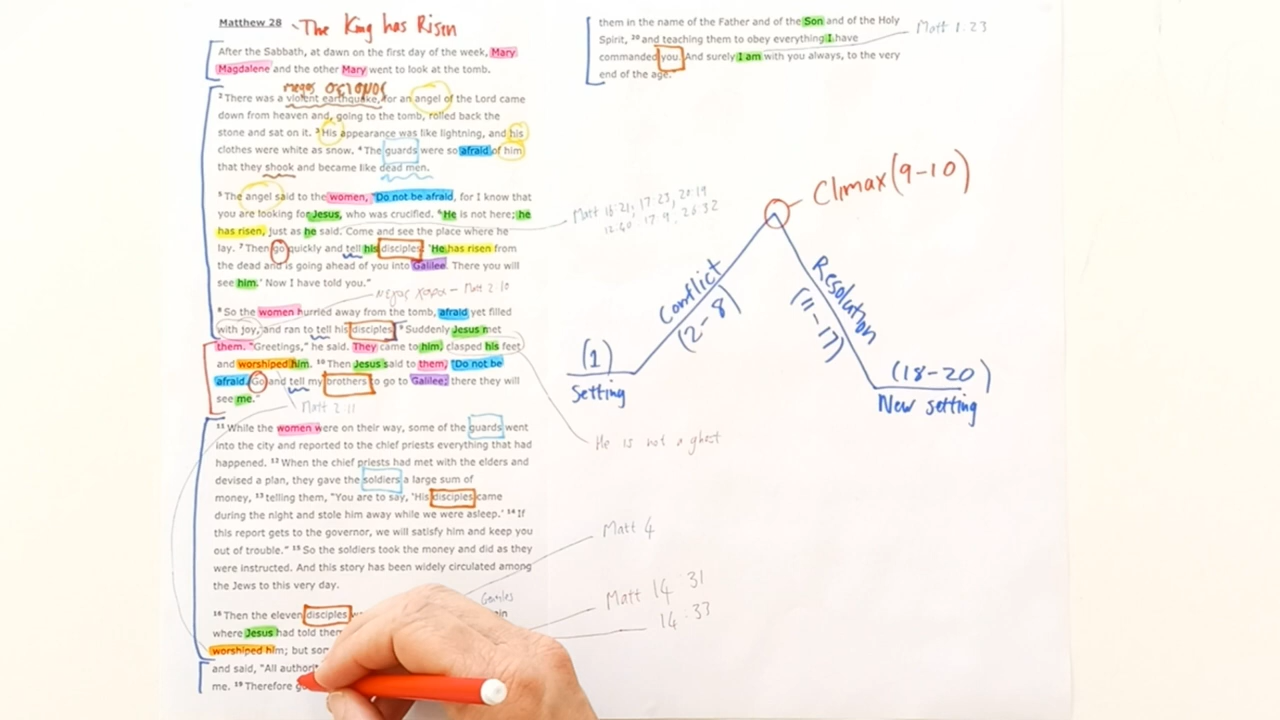 Matthew 28 - The King has Risen
After the Sabbath, at dawn on the first day of the week, Mary
Magdalene and the other Mary went to look at the tomb.
μεγας σεισμος
2 There was a violent earthquake, for an angel of the Lord came
down from heaven and, going to the tomb, rolled back the
stone and sat on it. 3 His appearance was like lightning, and his
clothes were white as snow. 4 The guards were so afraid of him
that they shook and became like dead men.
5 The angel said to the women, "Do not be afraid, for I know that
you are looking for Jesus, who was crucified. 6 He is not here; he
has risen, just as he said. Come and see the place where he
lay. 7 Then go quickly and tell his disciples: 'He has risen from
the dead and is going ahead of you into Galilee. There you will
see him.' Now I have told you."
μεγας χαρα – Matt 2:10
8 So the women hurried away from the tomb, afraid yet filled
with joy, and ran to tell his disciples. 9 Suddenly Jesus met
them. "Greetings," he said. They came to him, clasped his feet
and worshiped him. 10 Then Jesus said to them, "Do not be
afraid. Go and tell my brothers to go to Galilee; there they will
see me."
Matt 2:11
11 While the women were on their way, some of the guards went
into the city and reported to the chief priests everything that had
happened. 12 When the chief priests had met with the elders and
devised a plan, they gave the soldiers a large sum of
money, 13 telling them, "You are to say, 'His disciples came
during the night and stole him away while we were asleep.' 14 If
this report gets to the governor, we will satisfy him and keep you
out of trouble." 15 So the soldiers took the money and did as they
were instructed. And this story has been widely circulated among
the Jews to this very day.
16 Then the eleven disciples
where Jesus had told them
worshiped him; but som
and said, "All authori
me. 19 Therefore go
them in the name of the Father and of the Son and of the Holy
Spirit, 20 and teaching them to obey everything I have
commanded you. And surely I am with you always, to the very
end of the age."
Matt 1:23
Matt 16:21; 17:23, 20:19
12:40 17:9, 26:32
He is not a ghost
Matt 4
Matt 14 31
14:33
Climax (9-10)
Conflict
(2-8)
Resolution
(11-17)
(1)
Setting
(18-20)
New setting